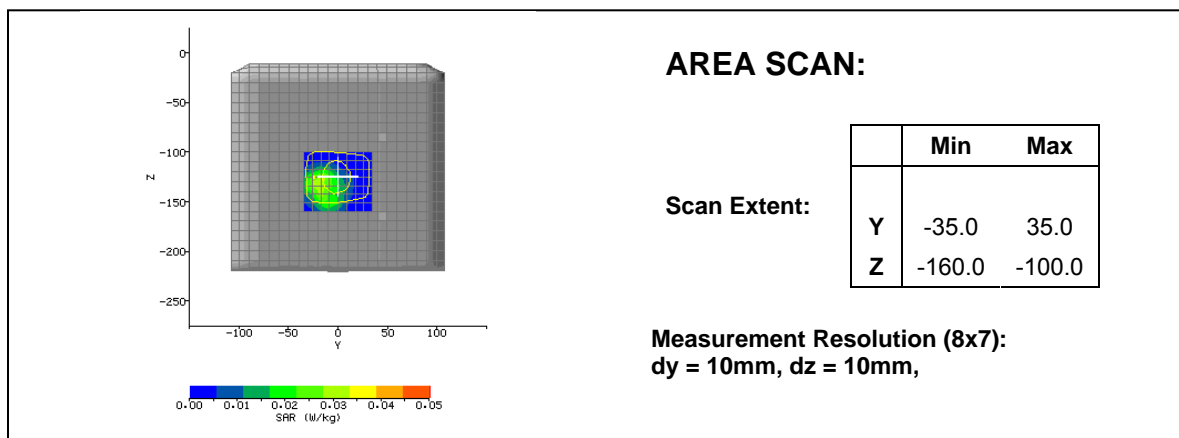 0
-50
-100
-150
-200
-250
Z
-100 -50 0 50 100
Y
0.00 0.01 0.02 0.03 0.04 0.05
SAR (W/kg)
AREA SCAN:
Min Max
Scan Extent:
Y -35.0 35.0
Z -160.0 -100.0
Measurement Resolution (8x7):
dy = 10mm, dz = 10mm,